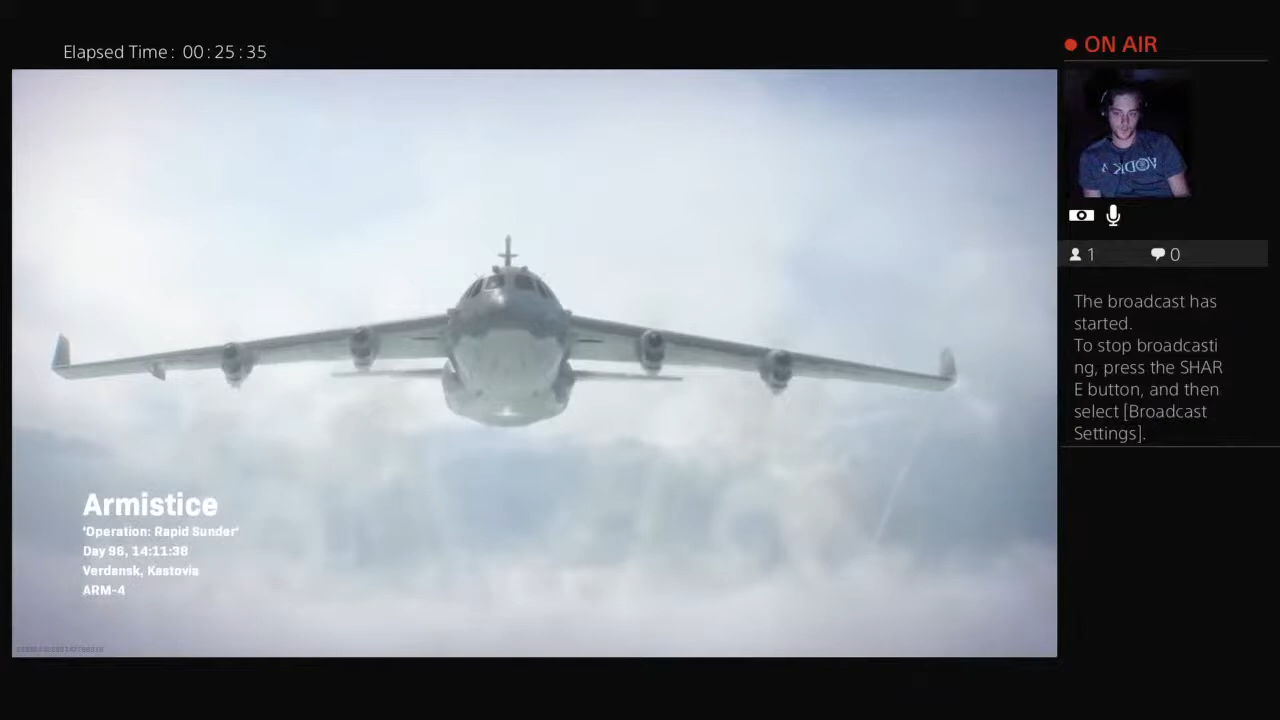 Elapsed Time: 00:25:35
ON AIR
VODKA
1
0
The broadcast has
started.
To stop broadcasti
ng, press the SHAR
E button, and then
select [Broadcast
Settings].
Armistice
'Operation: Rapid Sunder'
Day 96, 14:11:38
Verdansk, Kastovia
ARM-4